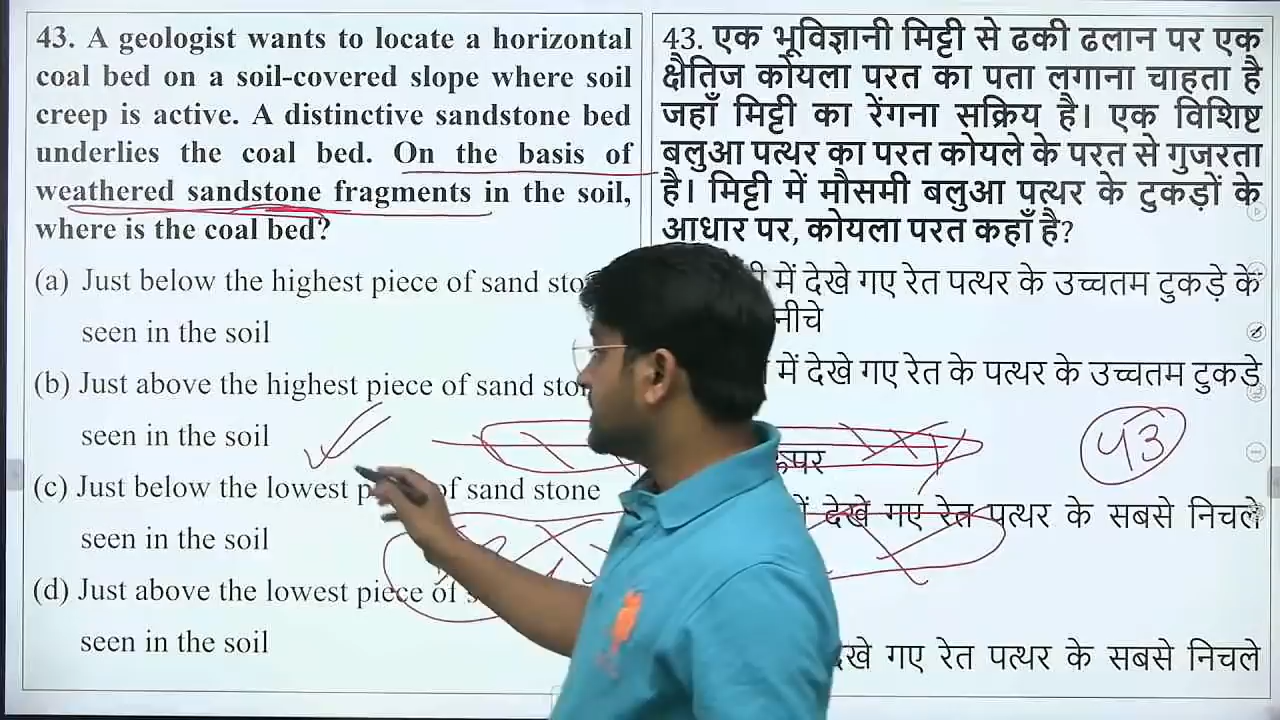 43. A geologist wants to locate a horizontal
coal bed on a soil-covered slope where soil
creep is active. A distinctive sandstone bed
underlies the coal bed. On the basis of
weathered sandstone fragments in the soil,
where is the coal bed?
(a) Just below the highest piece of sand
seen in the soil
(b) Just above the highest piece of sand
seen in the soil
(c) Just below the lowest of sand stone
seen in the soil
(d) Just above the lowest piece of
seen in the soil
43. एक भूविज्ञानी मिट्टी से ढकी ढलान पर एक
क्षैतिज कोयला परत का पता लगाना चाहता है
जहाँ मिट्टी का रेंगना सक्रिय है। एक विशिष्ट
बलुआ पत्थर का परत कोयले के परत से गुजरता
है। मिट्टी में मौसमी बलुआ पत्थर के टुकड़ों के
आधार पर, कोयला परत कहाँ है?
में देखे गए रेत पत्थर के उच्चतम टुकड़े के
नीचे
में देखे गए रेत के पत्थर के उच्चतम टुकड़े
ऊपर
देखे गए रेत पत्थर के सबसे निचले
देखे गए रेत पत्थर के सबसे निचले
43